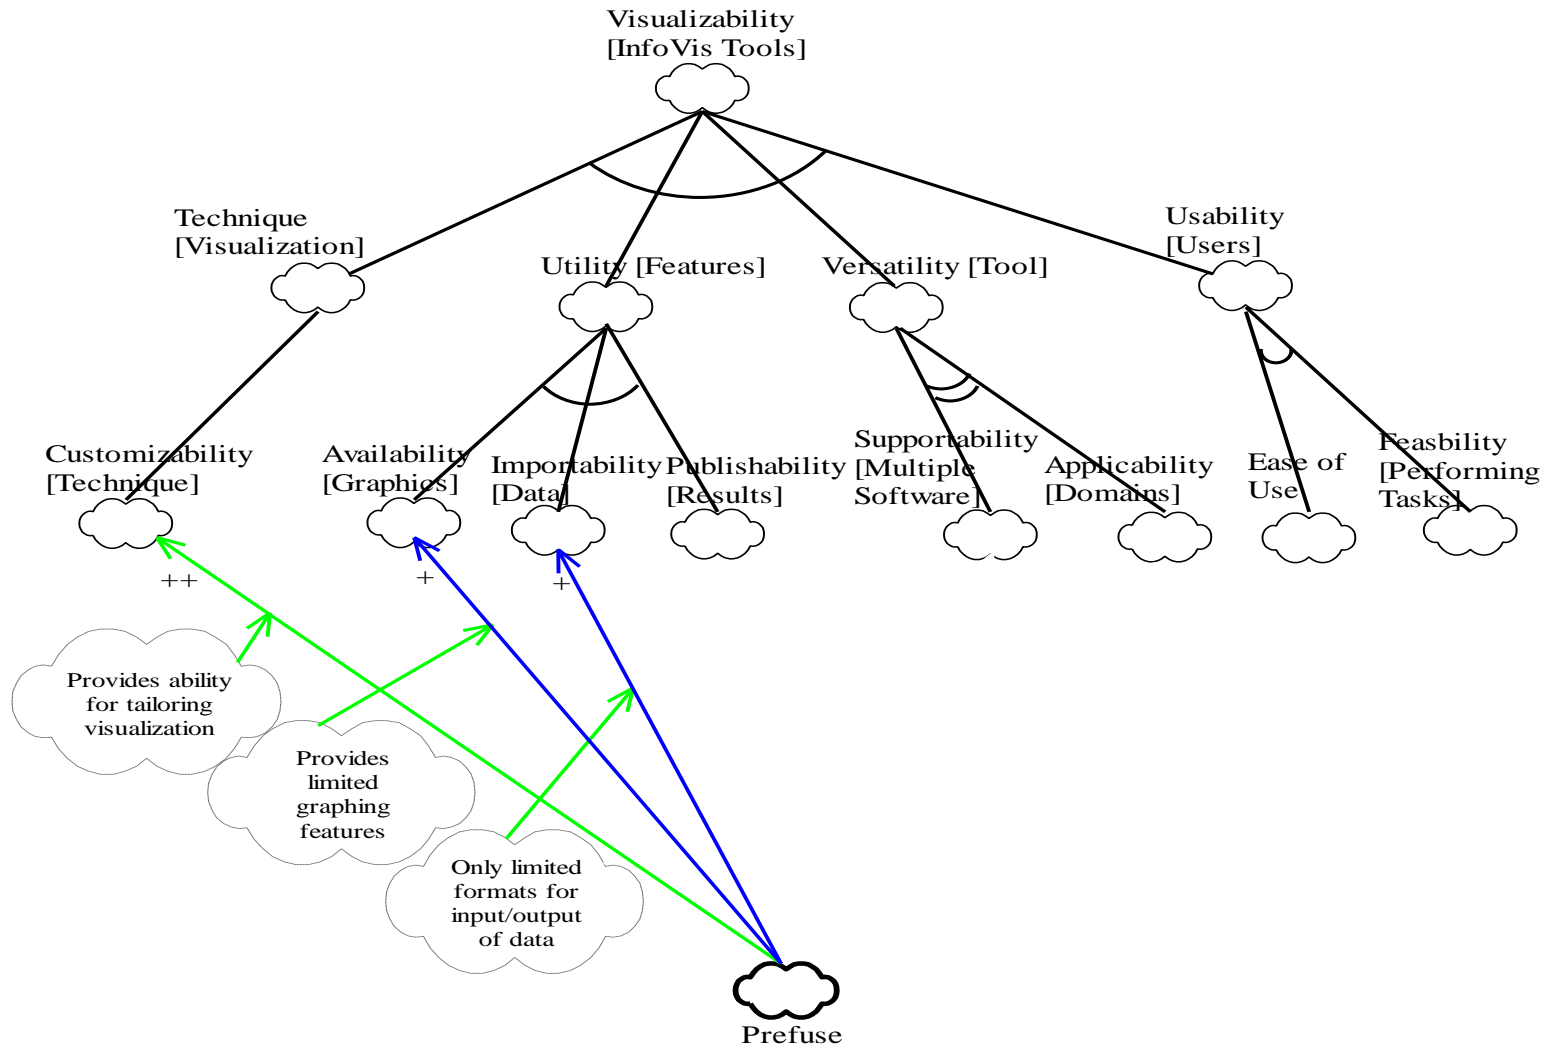 Visualizability
[InfoVis Tools]
Technique
[Visualization]
Utility [Features]
Versatility [Tool]
Usability
[Users]
Customizability
[Technique]
Availability
[Graphics]
Importability
[Data]
Publishability
[Results]
Supportability
[Multiple
Software]
Applicability
[Domains]
Ease of
Use
Feasbility
[Performing
Tasks]
++
+
+
Provides ability
for tailoring
visualization
Provides
limited
graphing
features
Only limited
formats for
input/output
of data
Prefuse